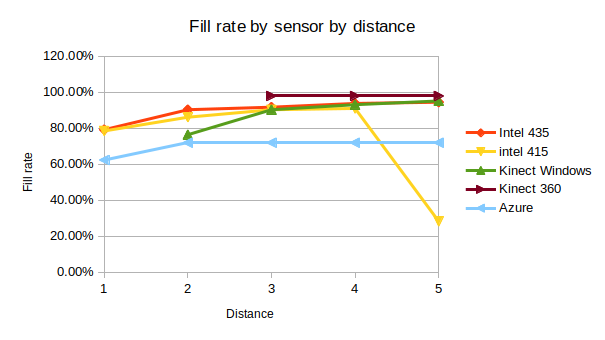 Fill rate by sensor by distance
120.00%
100.00%
80.00%
60.00%
40.00%
20.00%
0.00%
Fill rate
1 2 3 4 5
Distance
Intel 435
intel 415
Kinect Windows
Kinect 360
Azure